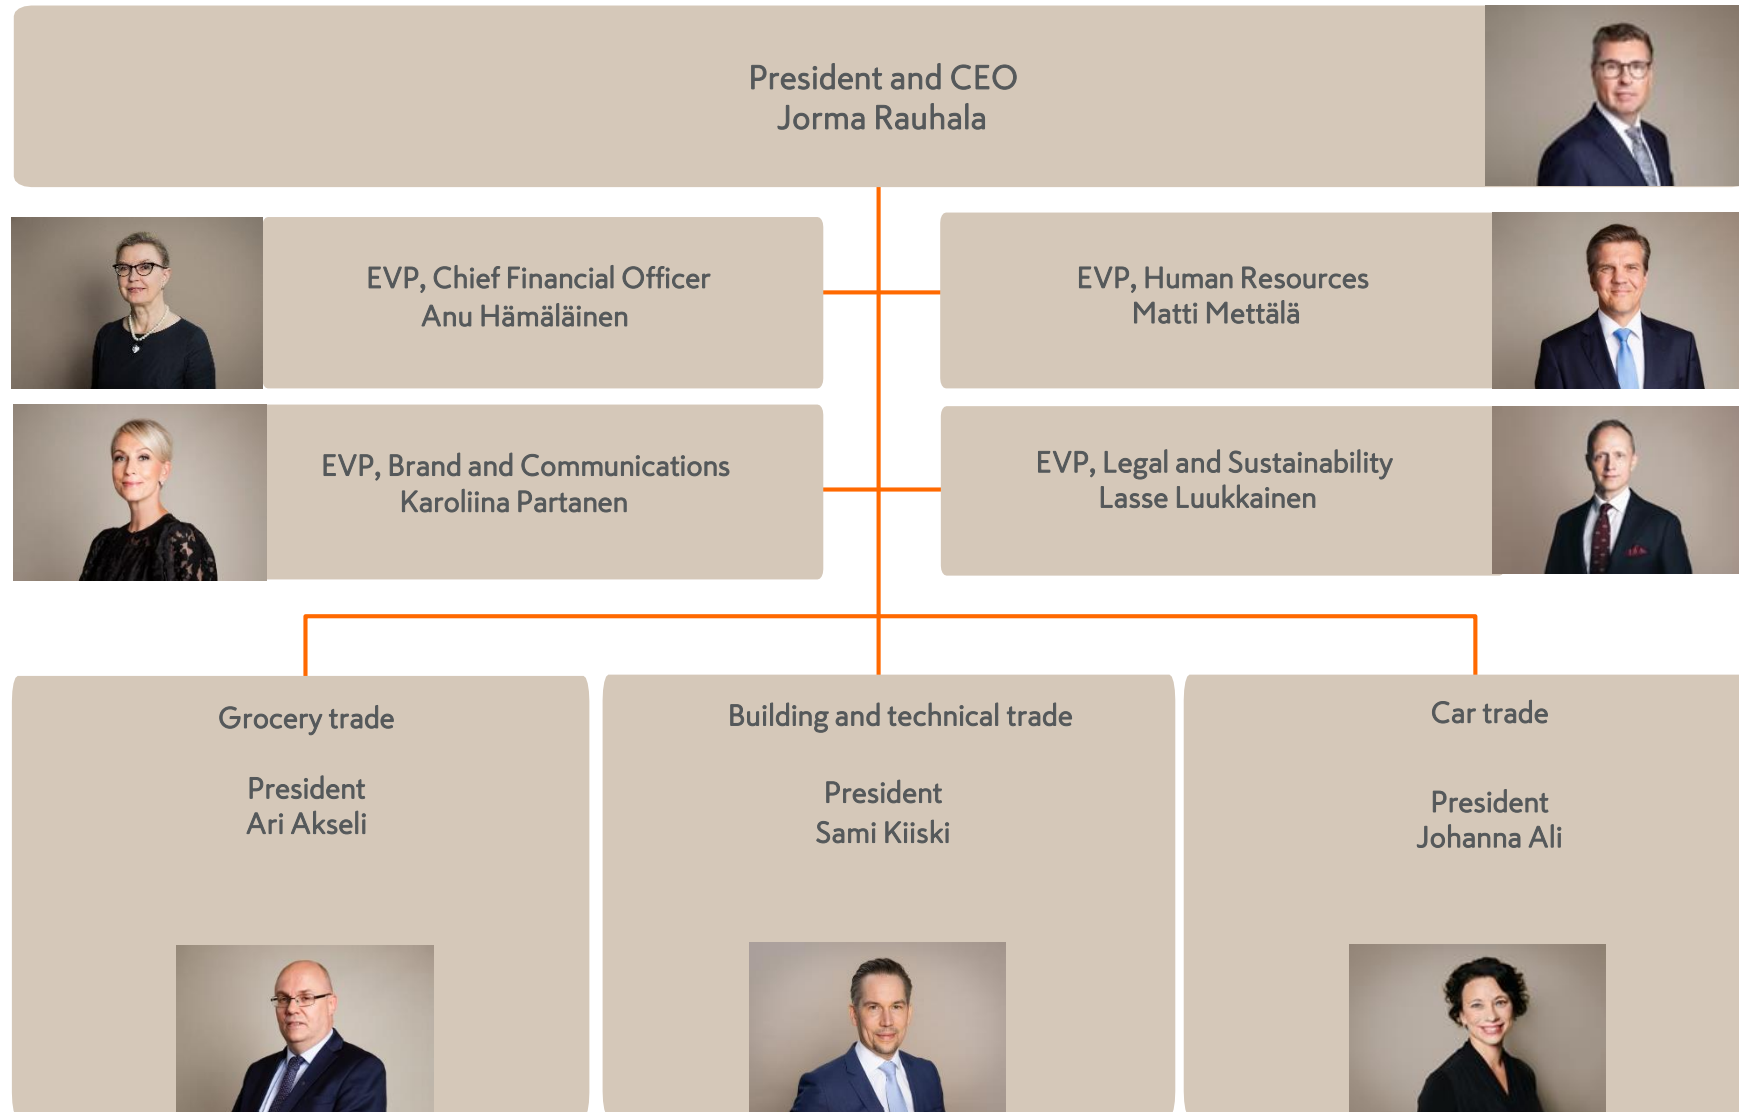 President and CEO
Jorma Rauhala
EVP, Chief Financial Officer
Anu Hämäläinen
EVP, Human Resources
Matti Mettälä
EVP, Brand and Communications
Karoliina Partanen
EVP, Legal and Sustainability
Lasse Luukkainen
Grocery trade
President
Ari Akseli
Building and technical trade
President
Sami Kiiski
Car trade
President
Johanna Ali